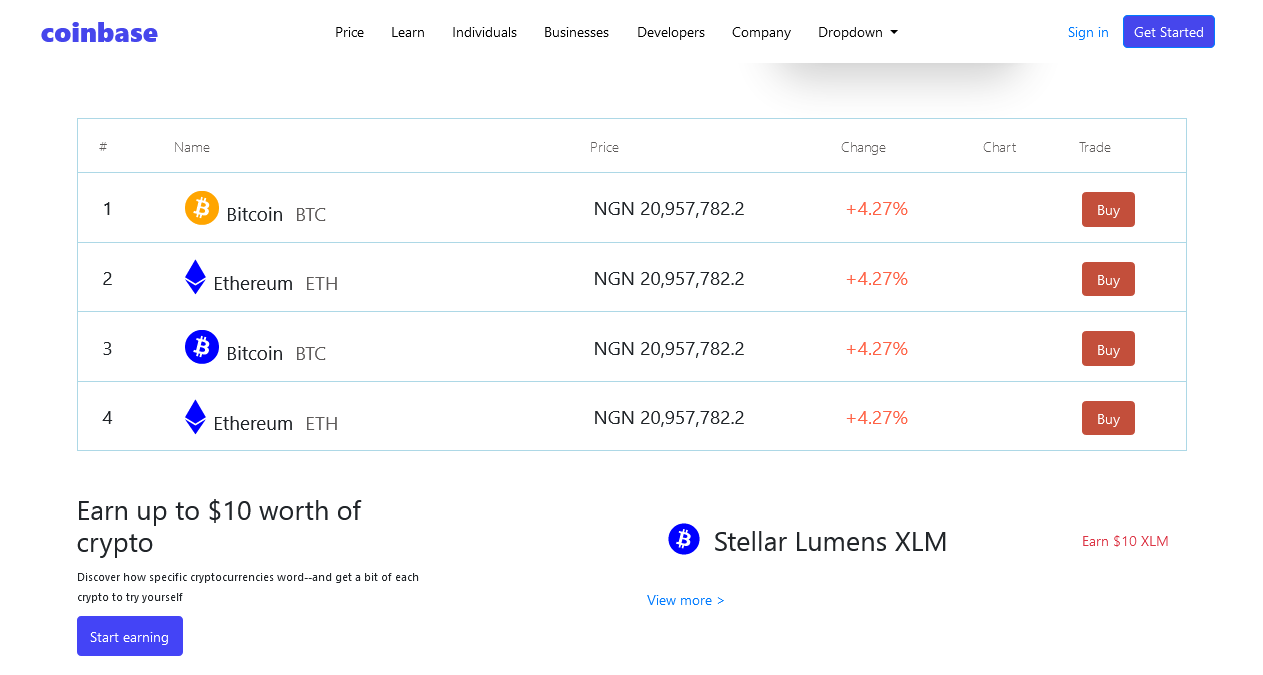 coinbase Price Learn Individuals Businesses Developers Company Dropdown Sign in Get Started
# Name Price Change Chart Trade
1 Bitcoin BTC NGN 20,957,782.2 +4.27% Buy
2 Ethereum ETH NGN 20,957,782.2 +4.27% Buy
3 Bitcoin BTC NGN 20,957,782.2 +4.27% Buy
4 Ethereum ETH NGN 20,957,782.2 +4.27% Buy
Earn up to $10 worth of
crypto
Discover how specific cryptocurrencies word--and get a bit of each
crypto to try yourself
Start earning
Stellar Lumens XLM Earn $10 XLM
View more >